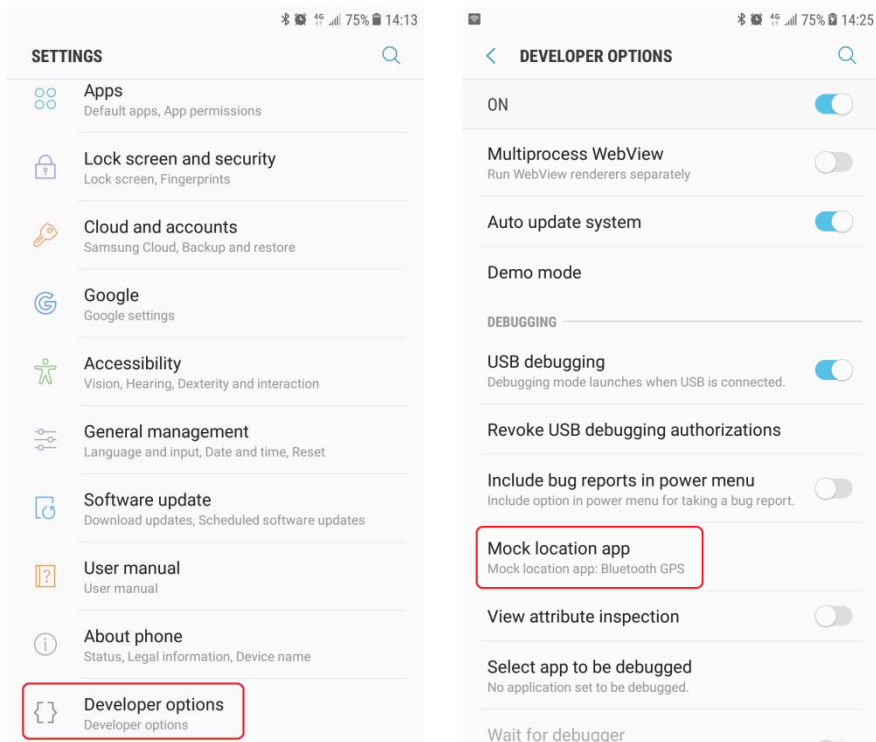 75% 14:13
SETTINGS
Apps
Default apps, App permissions
Lock screen and security
Lock screen, Fingerprints
Cloud and accounts
Samsung Cloud, Backup and restore
Google
Google settings
Accessibility
Vision, Hearing, Dexterity and interaction
General management
Language and input, Date and time, Reset
Software update
Download updates, Scheduled software updates
User manual
User manual
About phone
Status, Legal information, Device name
Developer options
Developer options
4G 75% 14:25
DEVELOPER OPTIONS
ON
Multiprocess WebView
Run WebView renderers separately
Auto update system
Demo mode
DEBUGGING
USB debugging
Debugging mode launches when USB is connected.
Revoke USB debugging authorizations
Include bug reports in power menu
Include option in power menu for taking a bug report.
Mock location app
Mock location app: Bluetooth GPS
View attribute inspection
Select app to be debugged
No application set to be debugged.
Wait for debugger